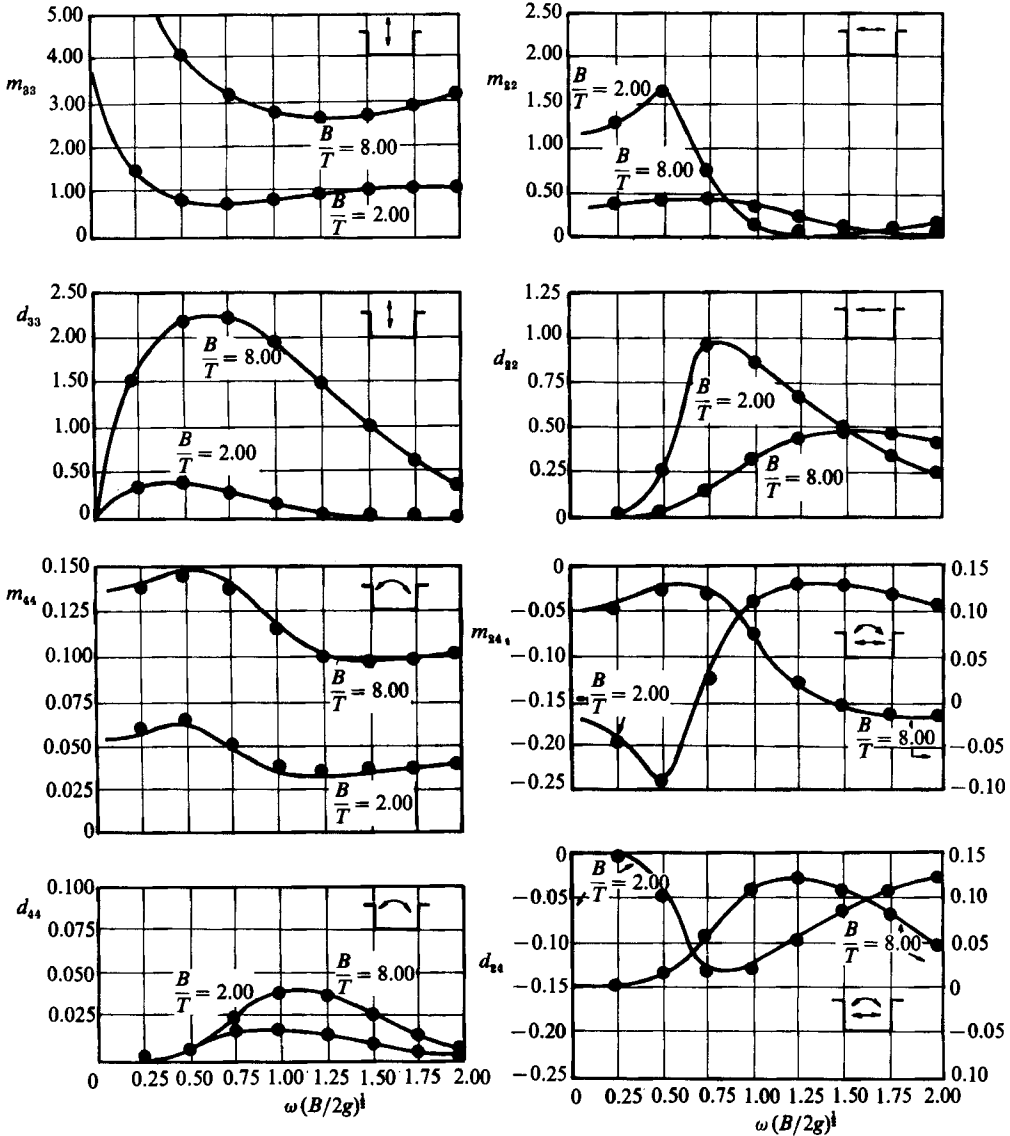 5.00
4.00
m₃₃
3.00
2.00
1.00
0
B/T = 8.00
B/T = 2.00
2.50
2.00
m₂₂
1.50
1.00
0.50
0
B/T = 2.00
B/T = 8.00
2.50
d₃₃
2.00
1.50
1.00
0.50
0
B/T = 8.00
B/T = 2.00
1.25
1.00
d₂₂
0.75
0.50
0.25
0
B/T = 2.00
B/T = 8.00
0.150
m₄₄
0.125
0.100
0.075
0.050
0.025
0
B/T = 8.00
B/T = 2.00
−0.05
m₂₄
−0.10
−0.15
−0.20
−0.25
B/T = 2.00
B/T = 8.00
0.15
0.10
0.05
0
−0.05
−0.10
0.100
d₄₄
0.075
0.050
0.025
B/T = 2.00
B/T = 8.00
0 0.25 0.50 0.75 1.00 1.25 1.50 1.75 2.00
ω(B/2g)^½
0
−0.05
−0.10
d₂₄
−0.15
−0.20
−0.25
B/T = 2.00
B/T = 8.00
0.15
0.10
0.05
0
−0.05
0.10
0 0.25 0.50 0.75 1.00 1.25 1.50 1.75 2.00
ω(B/2g)^½